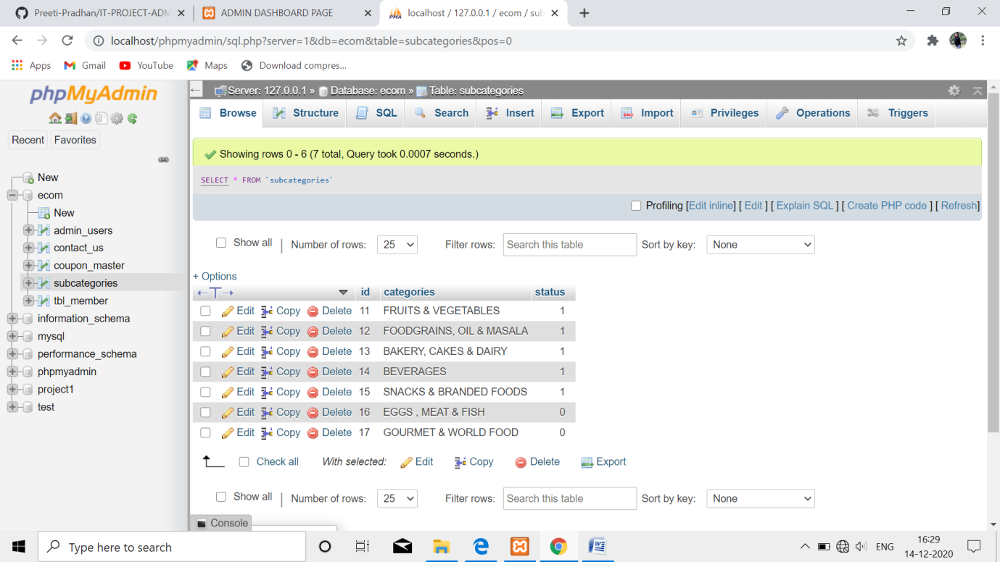 Preeti-Pradhan/IT-PROJECT-ADM
ADMIN DASHBOARD PAGE
localhost / 127.0.0.1 / ecom / sub
localhost/phpmyadmin/sql.php?server=1&db=ecom&table=subcategories&pos=0
Apps Gmail YouTube Maps Download compres...
phpMyAdmin
Recent Favorites
New
ecom
New
admin_users
contact_us
coupon_master
subcategories
tbl_member
information_schema
mysql
performance_schema
phpmyadmin
project1
test
Server: 127.0.0.1 » Database: ecom » Table: subcategories
Browse Structure SQL Search Insert Export Import Privileges Operations Triggers
Showing rows 0 - 6 (7 total, Query took 0.0007 seconds.)
SELECT * FROM `subcategories`
Profiling [Edit inline] [ Edit ] [ Explain SQL ] [ Create PHP code ] [ Refresh]
Show all | Number of rows: 25 Filter rows: Search this table Sort by key: None
+ Options
←T→ id categories status
Edit Copy Delete 11 FRUITS & VEGETABLES 1
Edit Copy Delete 12 FOODGRAINS, OIL & MASALA 1
Edit Copy Delete 13 BAKERY, CAKES & DAIRY 1
Edit Copy Delete 14 BEVERAGES 1
Edit Copy Delete 15 SNACKS & BRANDED FOODS 1
Edit Copy Delete 16 EGGS , MEAT & FISH 0
Edit Copy Delete 17 GOURMET & WORLD FOOD 0
Check all With selected: Edit Copy Delete Export
Show all | Number of rows: 25 Filter rows: Search this table Sort by key: None
Console
Type here to search
ENG
16:29
14-12-2020